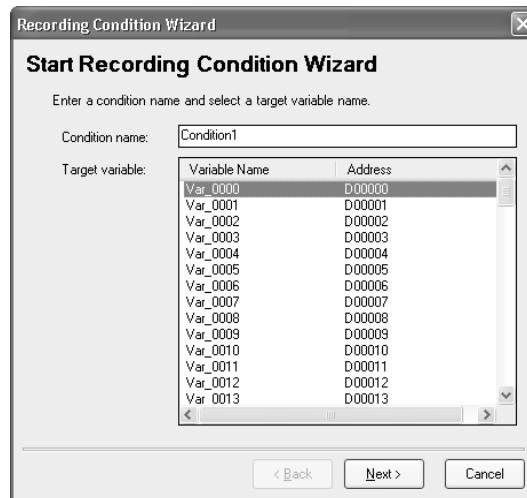 Recording Condition Wizard
Start Recording Condition Wizard
Enter a condition name and select a target variable name.
Condition name: Condition1
Target variable: Variable Name Address
Var_0000 D00000
Var_0001 D00001
Var_0002 D00002
Var_0003 D00003
Var_0004 D00004
Var_0005 D00005
Var_0006 D00006
Var_0007 D00007
Var_0008 D00008
Var_0009 D00009
Var_0010 D00010
Var_0011 D00011
Var_0012 D00012
Var_0013 D00013
< Back Next > Cancel